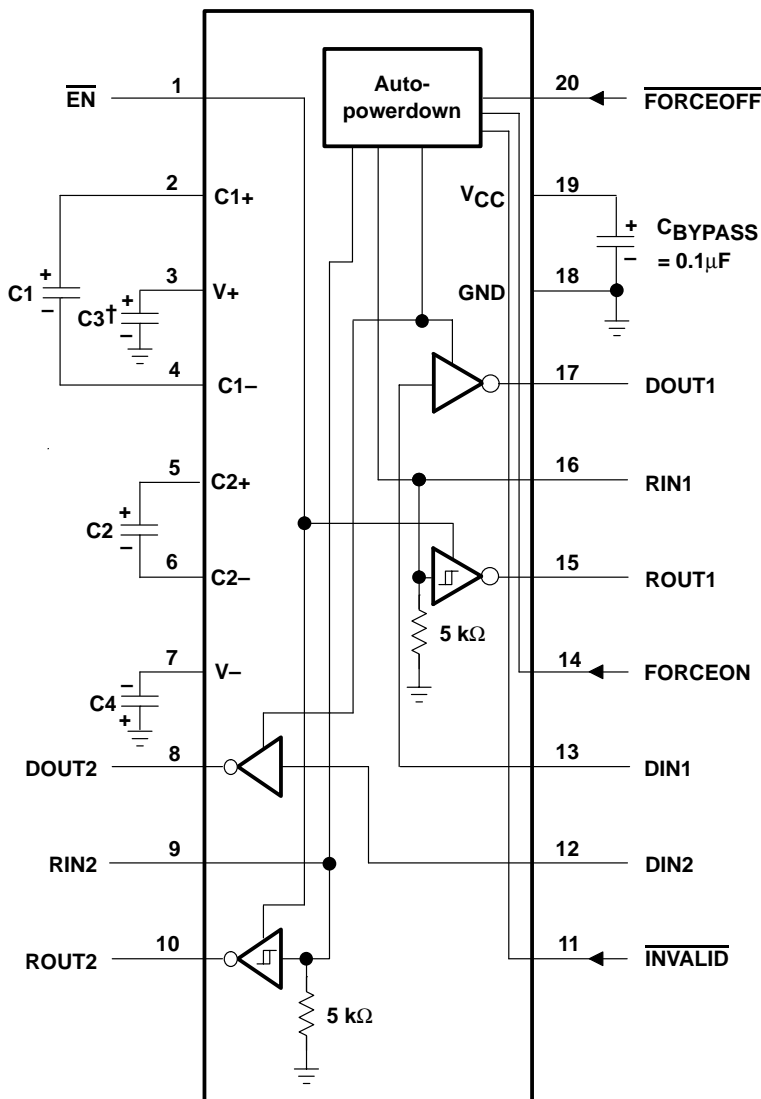 Auto-
powerdown
EN
1
20
FORCEOFF
2
C1+
VCC
19
CBYPASS
= 0.1µF
+
–
C1
+
–
3
V+
C3†
+
–
GND
18
4
C1–
17
DOUT1
5
C2+
16
RIN1
C2
+
–
6
C2–
15
ROUT1
5 kΩ
7
V–
14
FORCEON
C4
–
+
DOUT2
8
13
DIN1
RIN2
9
12
DIN2
ROUT2
10
11
INVALID
5 kΩ